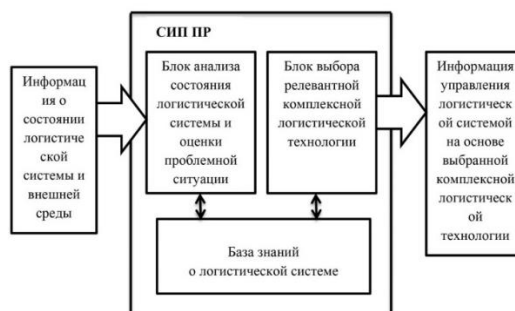 СИП ПР
Информац
ия о
состоянии
логистиче
ской
системы и
внешней
среды
Блок анализа
состояния
логистической
системы и
оценки
проблемной
ситуации
Блок выбора
релевантной
комплексной
логистической
технологии
Информация
управления
логистическ
ой системой
на основе
выбранной
комплексной
логистическ
ой
технологии
База знаний
о логистической системе